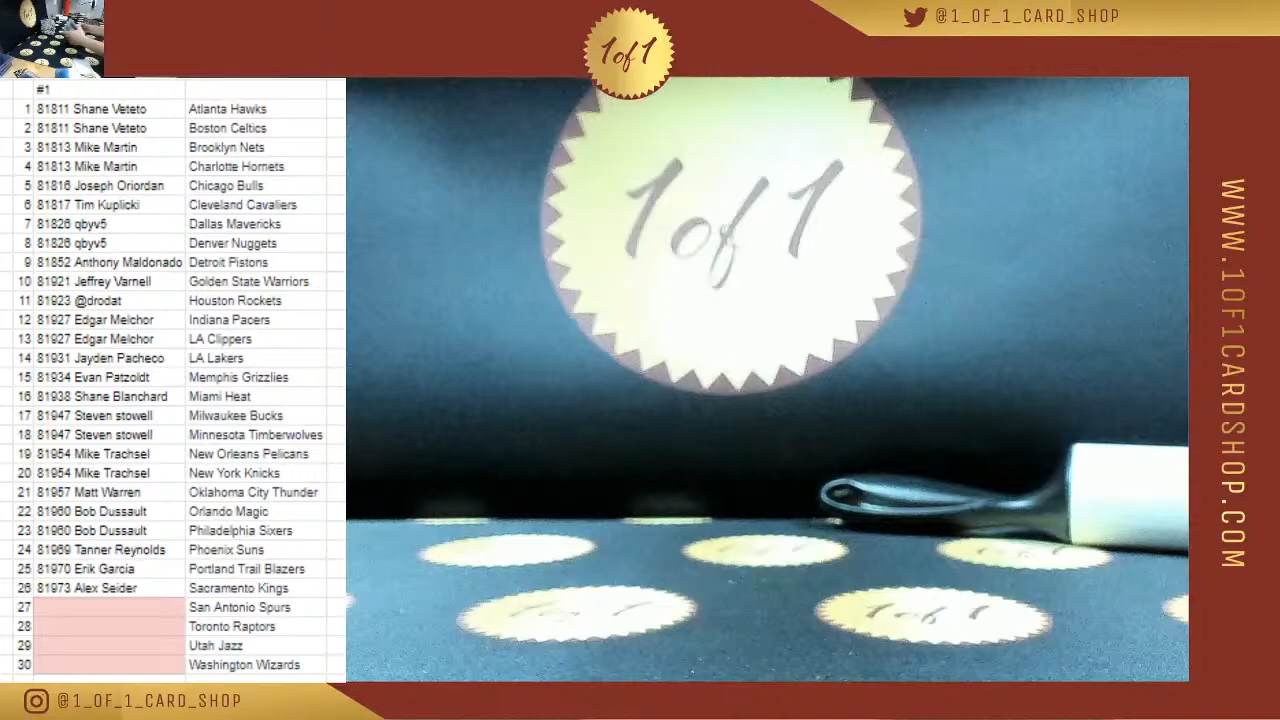 @1_OF_1_CARD_SHOP
1of1
#1
1 81811 Shane Veteto Atlanta Hawks
2 81811 Shane Veteto Boston Celtics
3 81813 Mike Martin Brooklyn Nets
4 81813 Mike Martin Charlotte Hornets
5 81816 Joseph Oriordan Chicago Bulls
6 81817 Tim Kuplicki Cleveland Cavaliers
7 81826 qbyv5 Dallas Mavericks
8 81826 qbyv5 Denver Nuggets
9 81852 Anthony Maldonado Detroit Pistons
10 81921 Jeffrey Varnell Golden State Warriors
11 81923 @drodat Houston Rockets
12 81927 Edgar Melchor Indiana Pacers
13 81927 Edgar Melchor LA Clippers
14 81931 Jayden Pacheco LA Lakers
15 81934 Evan Patzoldt Memphis Grizzlies
16 81938 Shane Blanchard Miami Heat
17 81947 Steven stowell Milwaukee Bucks
18 81947 Steven stowell Minnesota Timberwolves
19 81954 Mike Trachsel New Orleans Pelicans
20 81954 Mike Trachsel New York Knicks
21 81957 Matt Warren Oklahoma City Thunder
22 81960 Bob Dussault Orlando Magic
23 81960 Bob Dussault Philadelphia Sixers
24 81969 Tanner Reynolds Phoenix Suns
25 81970 Erik Garcia Portland Trail Blazers
26 81973 Alex Seider Sacramento Kings
27 San Antonio Spurs
28 Toronto Raptors
29 Utah Jazz
30 Washington Wizards
1of1
1of1
WWW.1OF1CARDSHOP.COM
@1_OF_1_CARD_SHOP